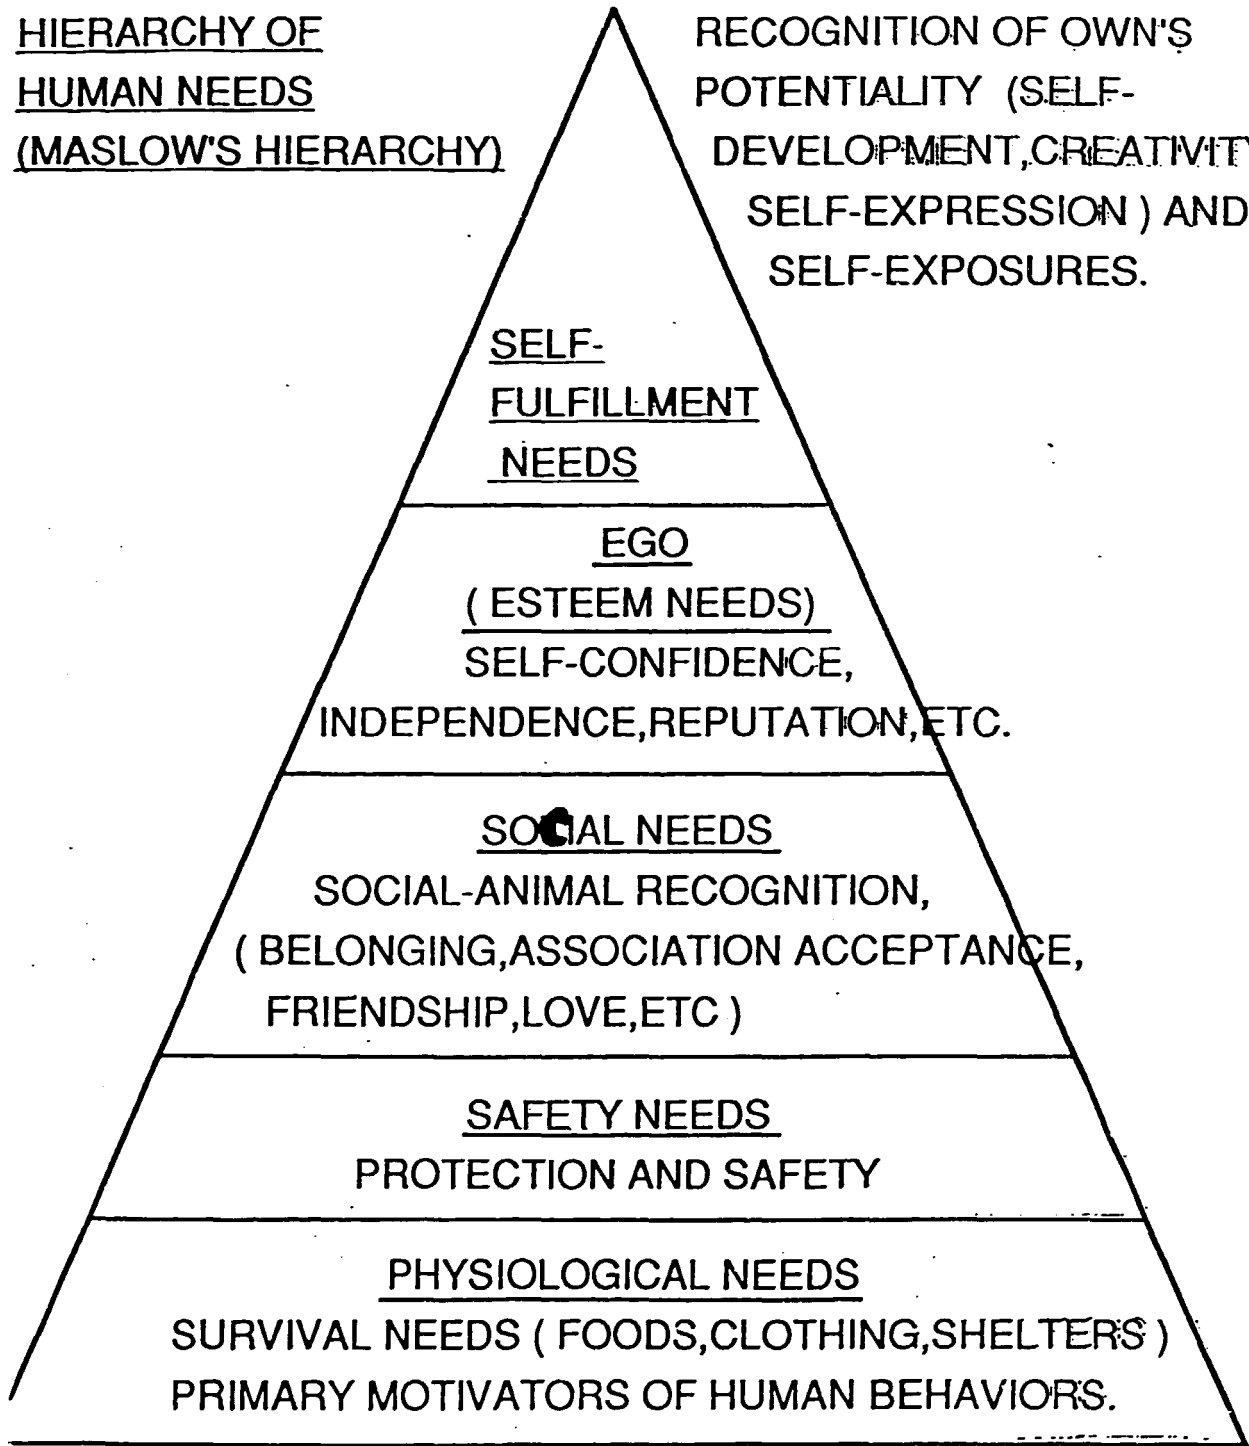 HIERARCHY OF
HUMAN NEEDS
(MASLOW'S HIERARCHY)
RECOGNITION OF OWN'S
POTENTIALITY (SELF-
DEVELOPMENT,CREATIVIT
SELF-EXPRESSION ) AND
SELF-EXPOSURES.
SELF-
FULFILLMENT
NEEDS
EGO
( ESTEEM NEEDS)
SELF-CONFIDENCE,
INDEPENDENCE,REPUTATION,ETC.
SOCIAL NEEDS
SOCIAL-ANIMAL RECOGNITION,
( BELONGING,ASSOCIATION ACCEPTANCE,
FRIENDSHIP,LOVE,ETC )
SAFETY NEEDS
PROTECTION AND SAFETY
PHYSIOLOGICAL NEEDS
SURVIVAL NEEDS ( FOODS,CLOTHING,SHELTERS )
PRIMARY MOTIVATORS OF HUMAN BEHAVIORS.